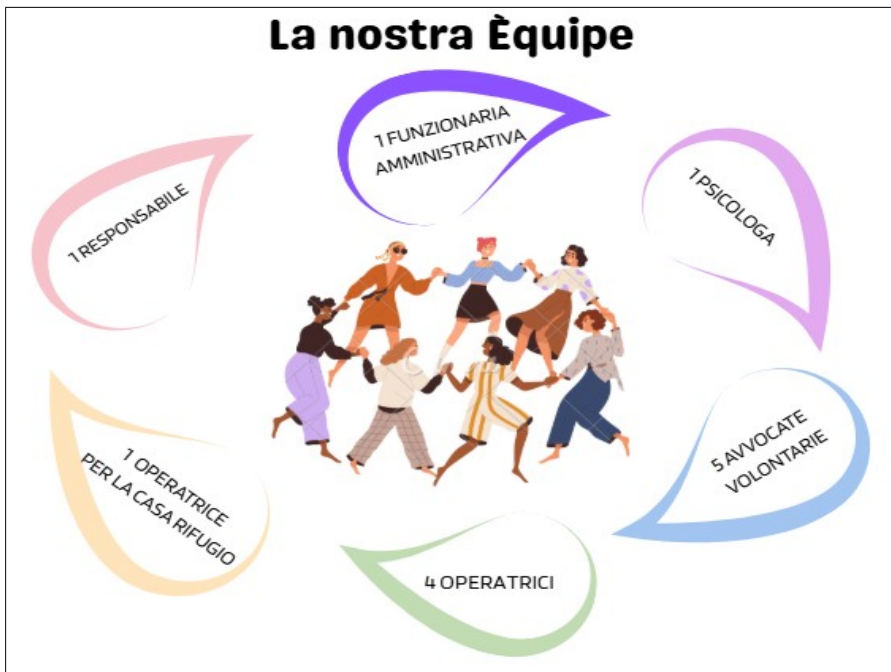 La nostra Èquipe
1 FUNZIONARIA
AMMINISTRATIVA
1 PSICOLOGA
5 AVVOCATE
VOLONTARIE
4 OPERATRICI
1 OPERATRICE
PER LA CASA RIFUGIO
1 RESPONSABILE